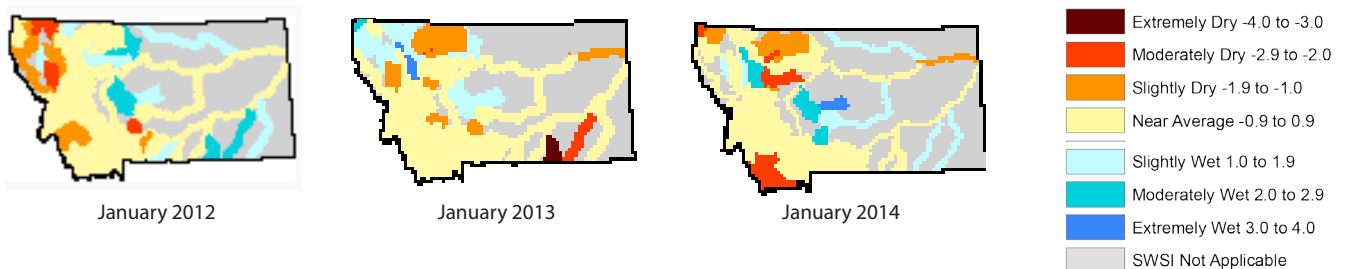 January 2012
January 2013
January 2014
Extremely Dry -4.0 to -3.0
Moderately Dry -2.9 to -2.0
Slightly Dry -1.9 to -1.0
Near Average -0.9 to 0.9
Slightly Wet 1.0 to 1.9
Moderately Wet 2.0 to 2.9
Extremely Wet 3.0 to 4.0
SWSI Not Applicable